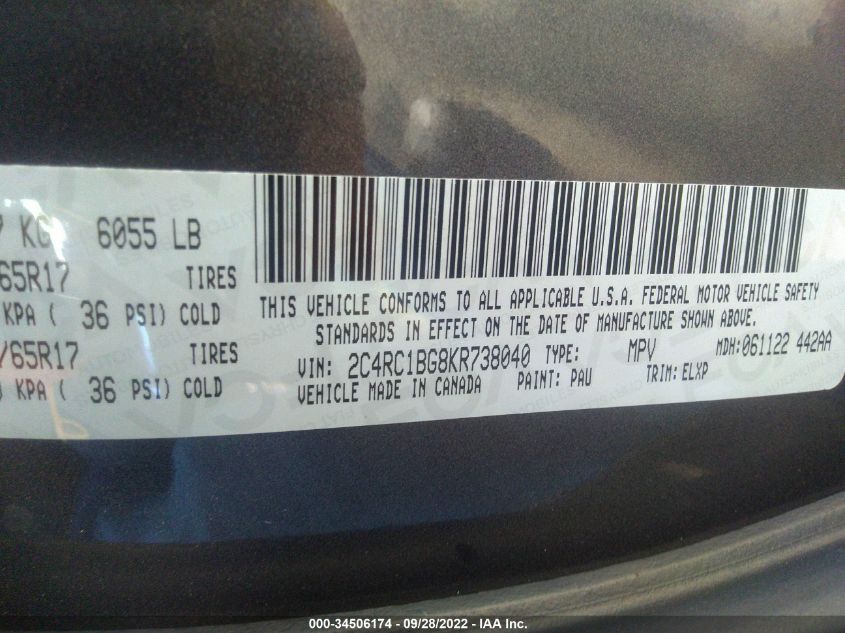 7 KG 6055 LB
65R17 TIRES
KPA ( 36 PSI) COLD
/65R17 TIRES
KPA ( 36 PSI) COLD
THIS VEHICLE CONFORMS TO ALL APPLICABLE U.S.A. FEDERAL MOTOR VEHICLE SAFETY
STANDARDS IN EFFECT ON THE DATE OF MANUFACTURE SHOWN ABOVE.
VIN: 2C4RC1BG8KR738040 TYPE: MPV MDH: 061122 442AA
VEHICLE MADE IN CANADA PAINT: PAU TRIM: ELXP
000-34506174 - 09/28/2022 - IAA Inc.